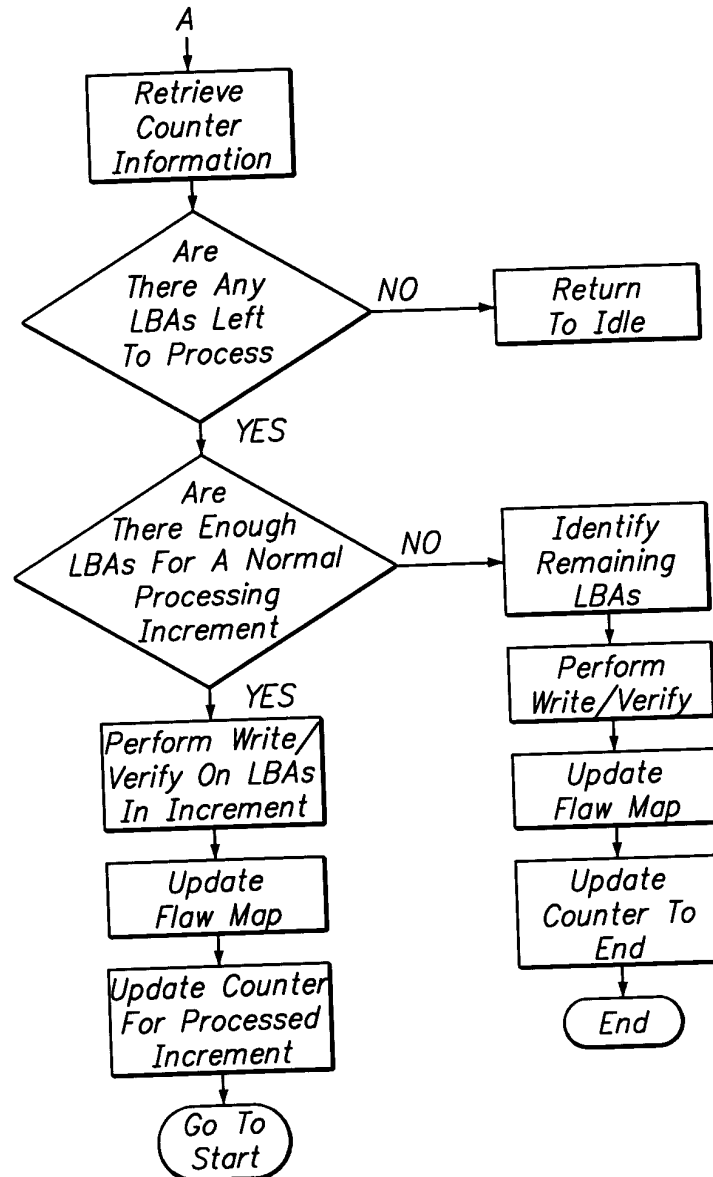 A
Retrieve
Counter
Information
Are
There Any
LBAs Left
To Process
NO
Return
To Idle
YES
Are
There Enough
LBAs For A Normal
Processing
Increment
NO
Identify
Remaining
LBAs
Perform
Write/Verify
Update
Flaw Map
Update
Counter To
End
End
YES
Perform Write/
Verify On LBAs
In Increment
Update
Flaw Map
Update Counter
For Processed
Increment
Go To
Start